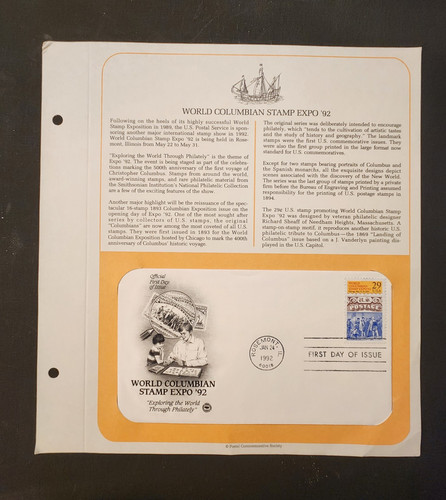 WORLD COLUMBIAN STAMP EXPO '92
Following on the heels of its highly successful World
Stamp Exposition in 1989, the U.S. Postal Service is spon-
soring another major international stamp show in 1992.
World Columbian Stamp Expo '92 is being held in Rose-
mont, Illinois from May 22 to May 31.
"Exploring the World Through Philately" is the theme of
Expo '92. The event is being staged as part of the celebra-
tions marking the 500th anniversary of the first voyage of
Christopher Columbus. Stamps from around the world,
award-winning stamps, and rare philatelic material from
the Smithsonian Institution's National Philatelic Collection
are a few of the exciting features of this show.
Another major highlight will be the reissuance of the spec-
tacular 16-stamp 1893 Columbian Exposition issue on the
opening day of Expo '92. One of the most sought after
series by collectors of U.S. stamps, the original
"Columbians" are now among the most coveted of all U.S.
stamps. They were first issued in 1893 for the World
Columbian Exposition hosted by Chicago to mark the 400th
anniversary of Columbus' historic voyage.
The original series was deliberately intended to encourage
philately, which "tends to the cultivation of artistic tastes
and the study of history and geography." The landmark
stamps were the first U.S. commemorative issues. They
were also the first group printed in the large format now
standard for U.S. commemoratives.
Except for two stamps bearing portraits of Columbus and
the Spanish monarchs, all the exquisite designs depict
scenes associated with the discovery of the New World.
The series was the last group of stamps printed by a private
firm before the Bureau of Engraving and Printing assumed
responsibility for the printing of U.S. postage stamps in
1894.
The 29¢ U.S. stamp promoting World Columbian Stamp
Expo '92 was designed by veteran philatelic designer
Richard Sheaff of Needham Heights, Massachusetts. A
stamp-on-stamp motif, it reproduces another historic U.S.
philatelic tribute to Columbus—the 1869 "Landing of
Columbus" issue based on a J. Vanderlyn painting dis-
played in the U.S. Capitol.
Official
First Day
of Issue
WORLD COLUMBIAN
STAMP EXPO '92
"Exploring the World
Through Philately"
ROSEMONT, IL
JAN 24
1992
60018
FIRST DAY OF ISSUE
29
POSTAGE
© Postal Commemorative Society